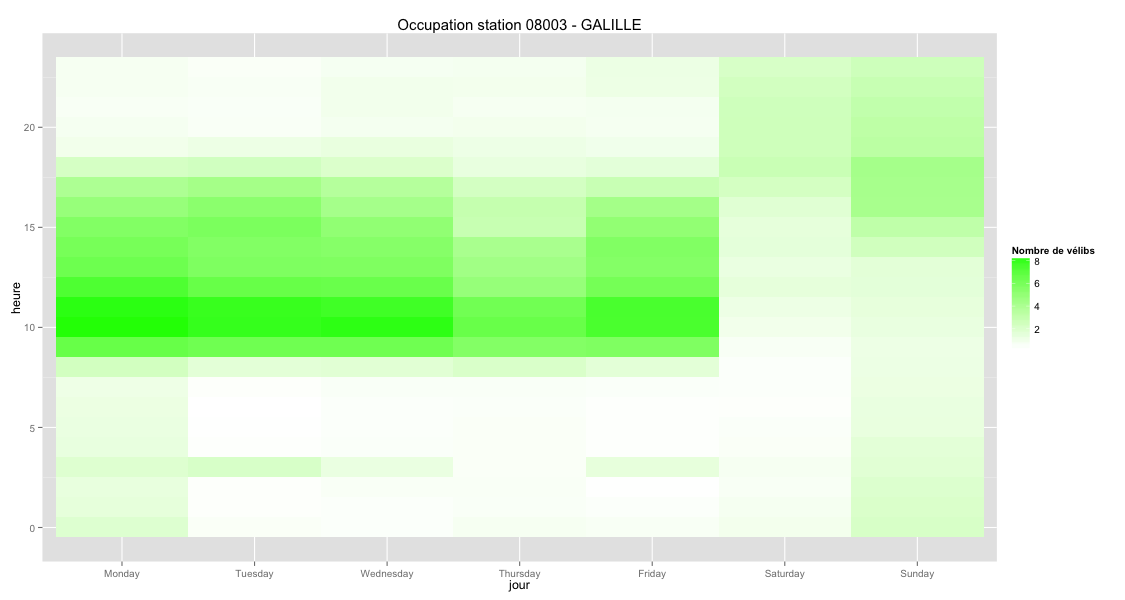 Occupation station 08003 - GALILLE
heure
20
15
10
5
0
Monday Tuesday Wednesday Thursday Friday Saturday Sunday
jour
Nombre de vélibs
8
6
4
2